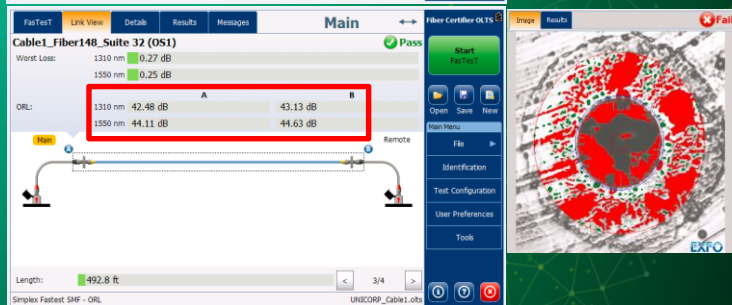 FasTesT Link View Details Results Messages Main
Cable1_Fiber148_Suite 32 (OS1) Pass
Worst Loss: 1310 nm 0.27 dB
1550 nm 0.25 dB
A B
ORL: 1310 nm 42.48 dB 43.13 dB
1550 nm 44.11 dB 44.63 dB
Main Remote
A B
Length: 492.8 ft < 3/4 >
Simplex Fastest SMF - ORL UNICORP_Cable1.olts
Fiber Certifier OLTS
Start
FasTesT
Open Save New
Main Menu
File
Identification
Test Configuration
User Preferences
Tools
Image Results Fail
EXFO